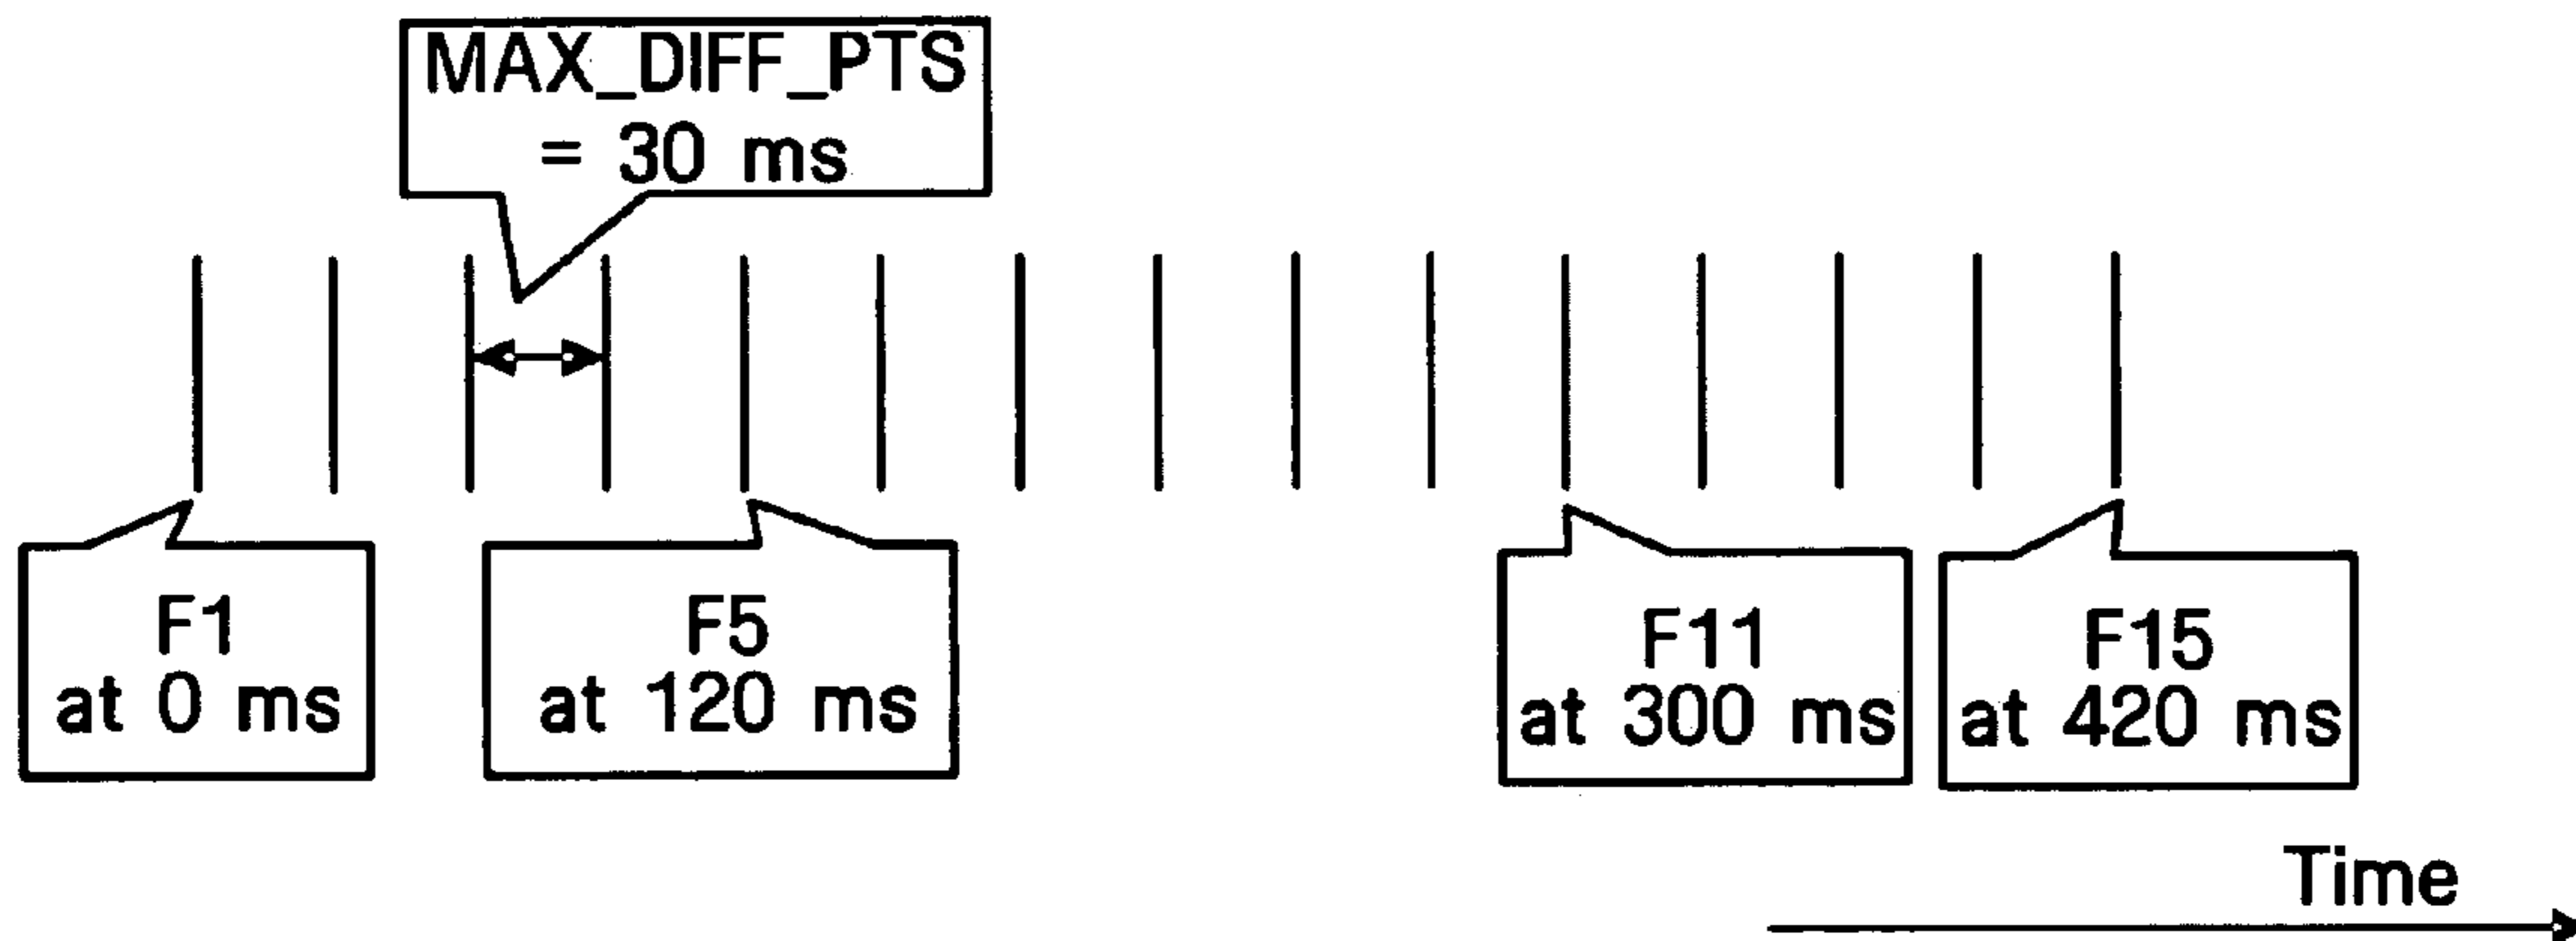 MAX_DIFF_PTS
= 30 ms
F1
at 0 ms
F5
at 120 ms
F11
at 300 ms
F15
at 420 ms
Time